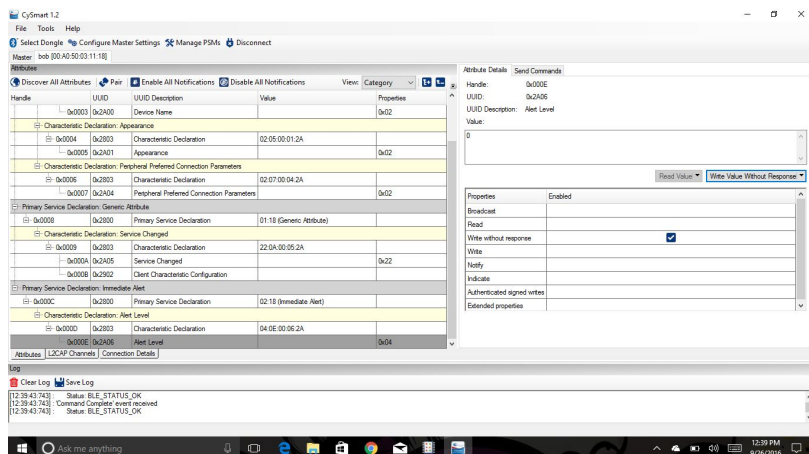 CySmart 1.2
File Tools Help
Select Dongle Configure Master Settings Manage PSMs Disconnect
Master bob [00:A0:50:03:11:18]
Attributes
Discover All Attributes Pair Enable All Notifications Disable All Notifications View: Category
Handle UUID UUID Description Value Properties
0x0003 0x2A00 Device Name 0x02
Characteristic Declaration: Appearance
0x0004 0x2803 Characteristic Declaration 02:05:00:01:2A
0x0005 0x2A01 Appearance 0x02
Characteristic Declaration: Peripheral Preferred Connection Parameters
0x0006 0x2803 Characteristic Declaration 02:07:00:04:2A
0x0007 0x2A04 Peripheral Preferred Connection Parameters 0x02
Primary Service Declaration: Generic Attribute
0x0008 0x2800 Primary Service Declaration 01:18 (Generic Attribute)
Characteristic Declaration: Service Changed
0x0009 0x2803 Characteristic Declaration 22:0A:00:05:2A
0x000A 0x2A05 Service Changed 0x22
0x000B 0x2902 Client Characteristic Configuration
Primary Service Declaration: Immediate Alert
0x000C 0x2800 Primary Service Declaration 02:18 (Immediate Alert)
Characteristic Declaration: Alert Level
0x000D 0x2803 Characteristic Declaration 04:0E:00:06:2A
0x000E 0x2A06 Alert Level 0x04
Attributes L2CAP Channels Connection Details
Attribute Details Send Commands
Handle: 0x000E
UUID: 0x2A06
UUID Description: Alert Level
Value:
0
Read Value Write Value Without Response
Properties Enabled
Broadcast
Read
Write without response
Write
Notify
Indicate
Authenticated signed writes
Extended properties
Log
Clear Log Save Log
[12:39:43:743] : Status: BLE_STATUS_OK
[12:39:43:743] : 'Command Complete' event received
[12:39:43:743] : Status: BLE_STATUS_OK
Ask me anything
12:39 PM
9/26/2016